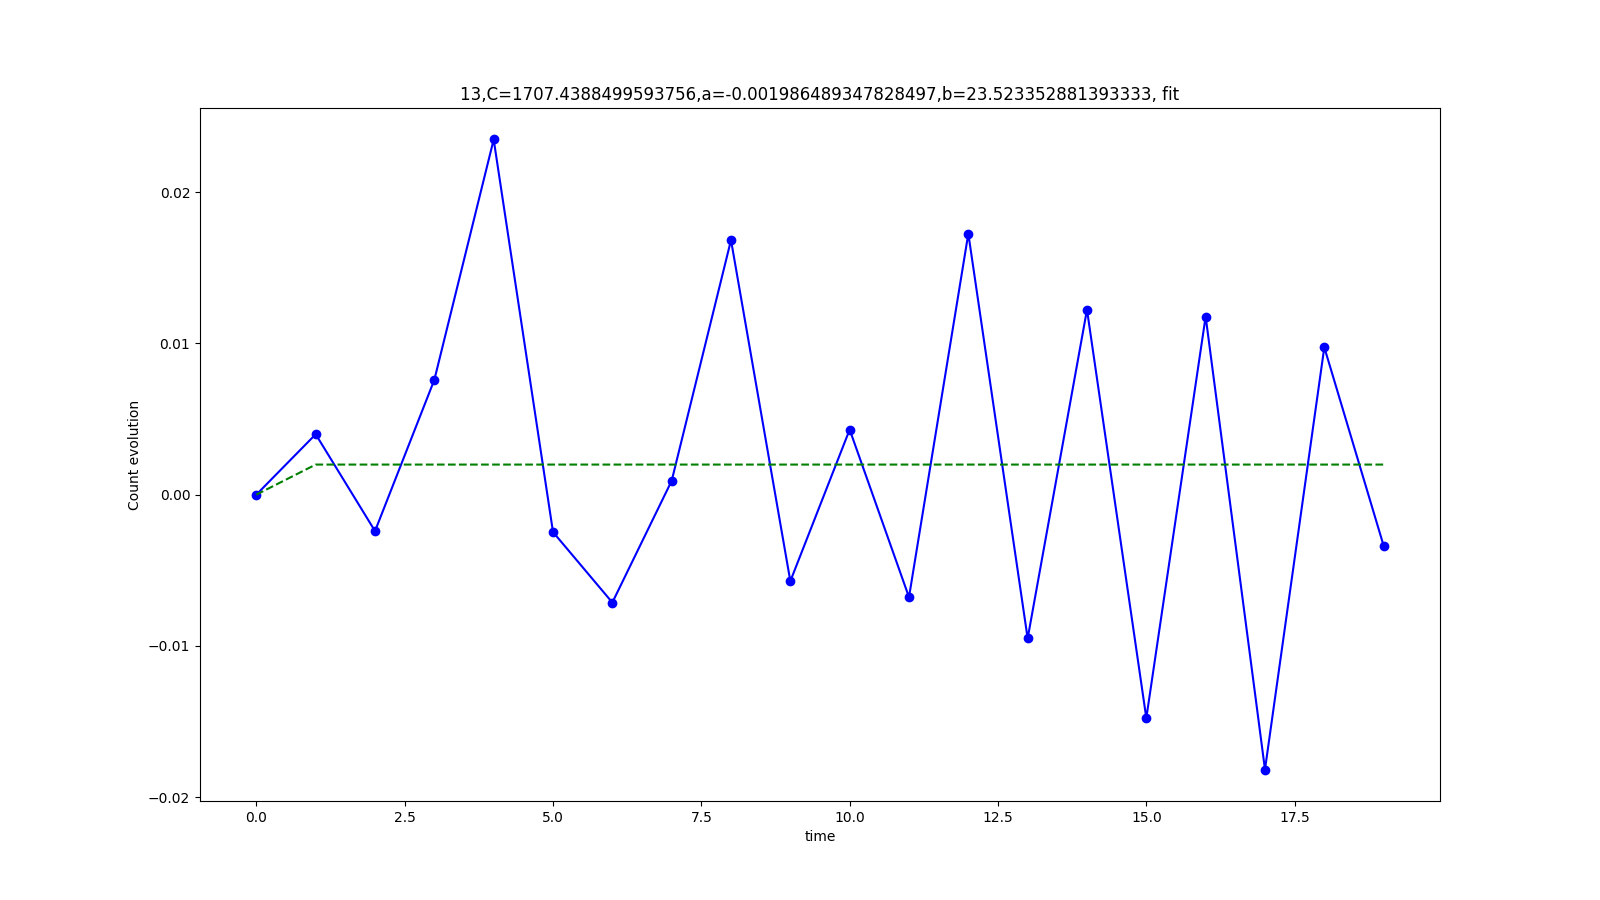 13,C=1707.4388499593756,a=-0.001986489347828497,b=23.523352881393333, fit
0.02
0.01
0.00
−0.01
−0.02
Count evolution
0.0 2.5 5.0 7.5 10.0 12.5 15.0 17.5
time